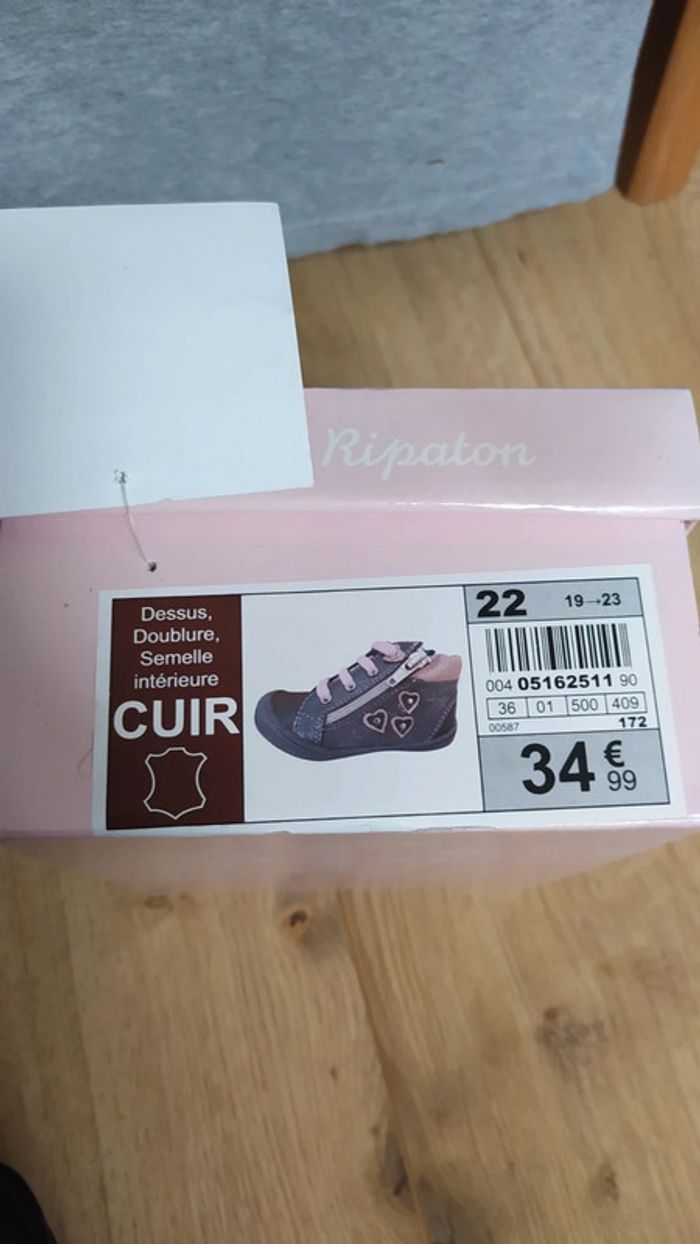 Ripaton
Dessus,
Doublure,
Semelle
intérieure
CUIR
22 19→23
004 05162511 90
36 01 500 409
00587 172
34 €99